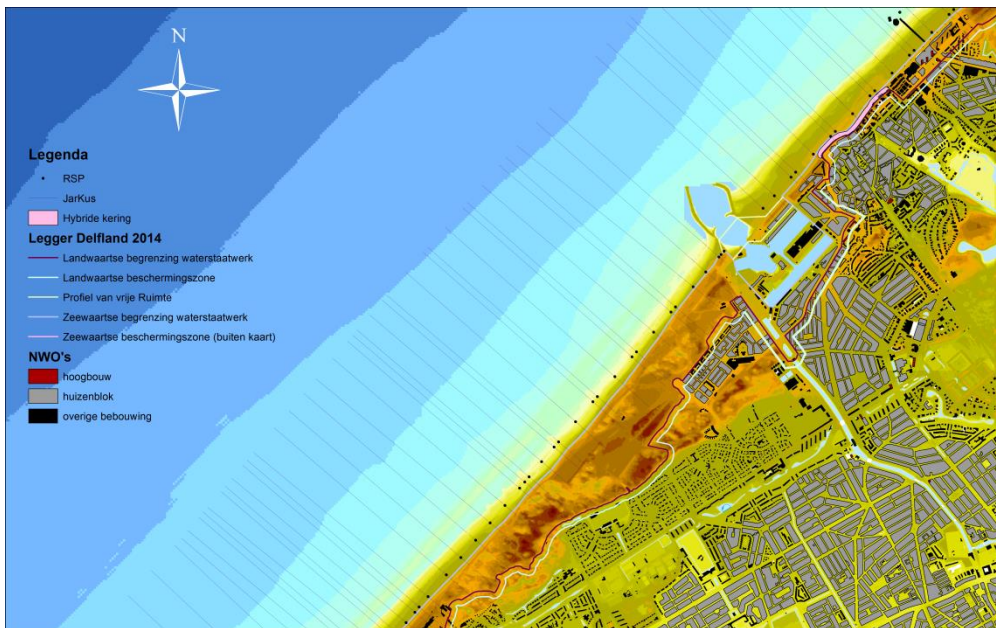 N
Legenda
RSP
JarKus
Hybride kering
Legger Delfland 2014
Landwaartse begrenzing waterstaatwerk
Landwaartse beschermingszone
Profiel van vrije Ruimte
Zeewaartse begrenzing waterstaatwerk
Zeewaartse beschermingszone (buiten kaart)
NWO's
hoogbouw
huizenblok
overige bebouwing